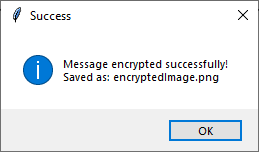 Success
Message encrypted successfully!
Saved as: encryptedImage.png
OK